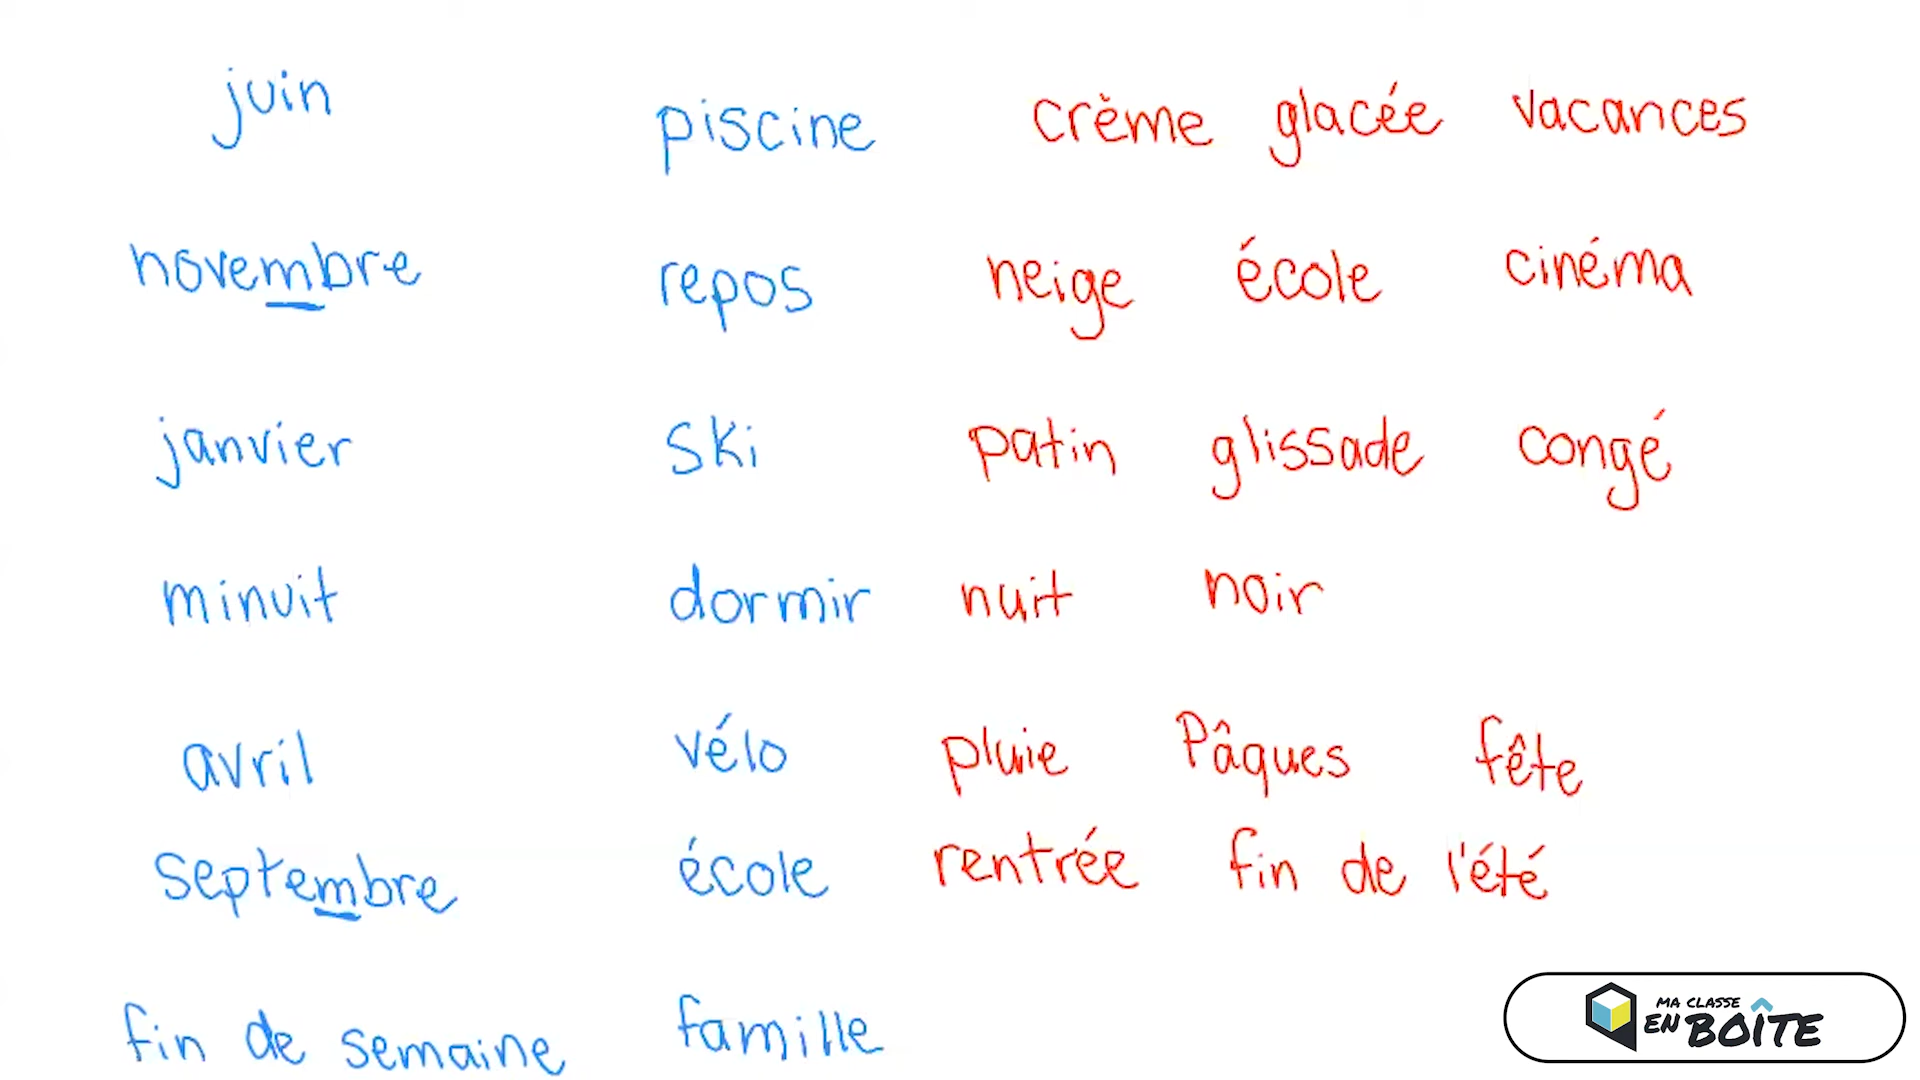 juin piscine crème glacée vacances
novembre repos neige école cinéma
janvier ski patin glissade congé
minuit dormir nuit noir
avril vélo pluie Pâques fête
septembre école rentrée fin de l'été
fin de semaine famille
MA CLASSE
EN BOÎTE